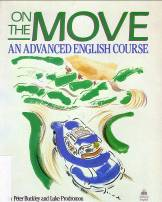 ON
THE MOVE
AN ADVANCED ENGLISH COURSE
Peter Buckley and Luke Prodromou